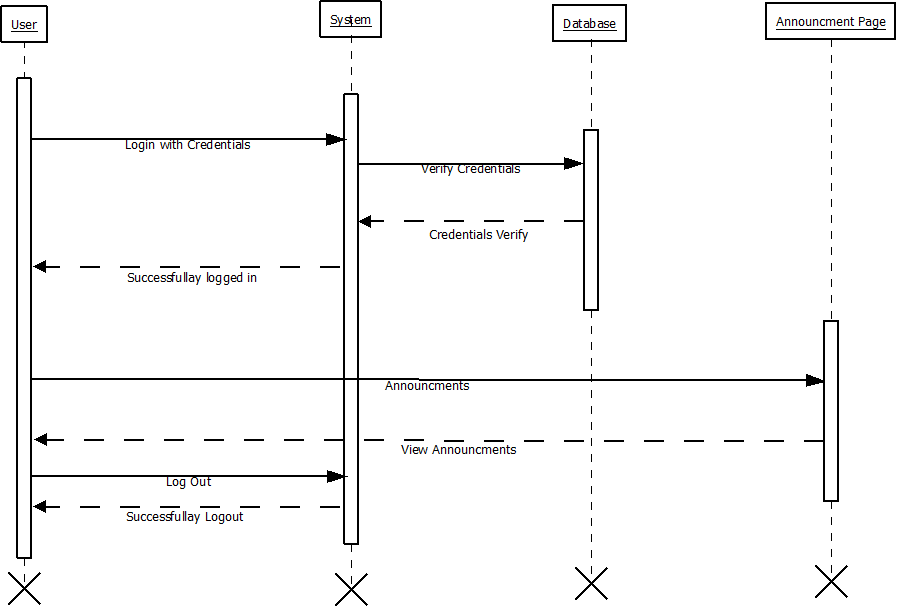 User
System
Database
Announcment Page
Login with Credentials
Verify Credentials
Credentials Verify
Successfullay logged in
Announcments
View Announcments
Log Out
Successfullay Logout